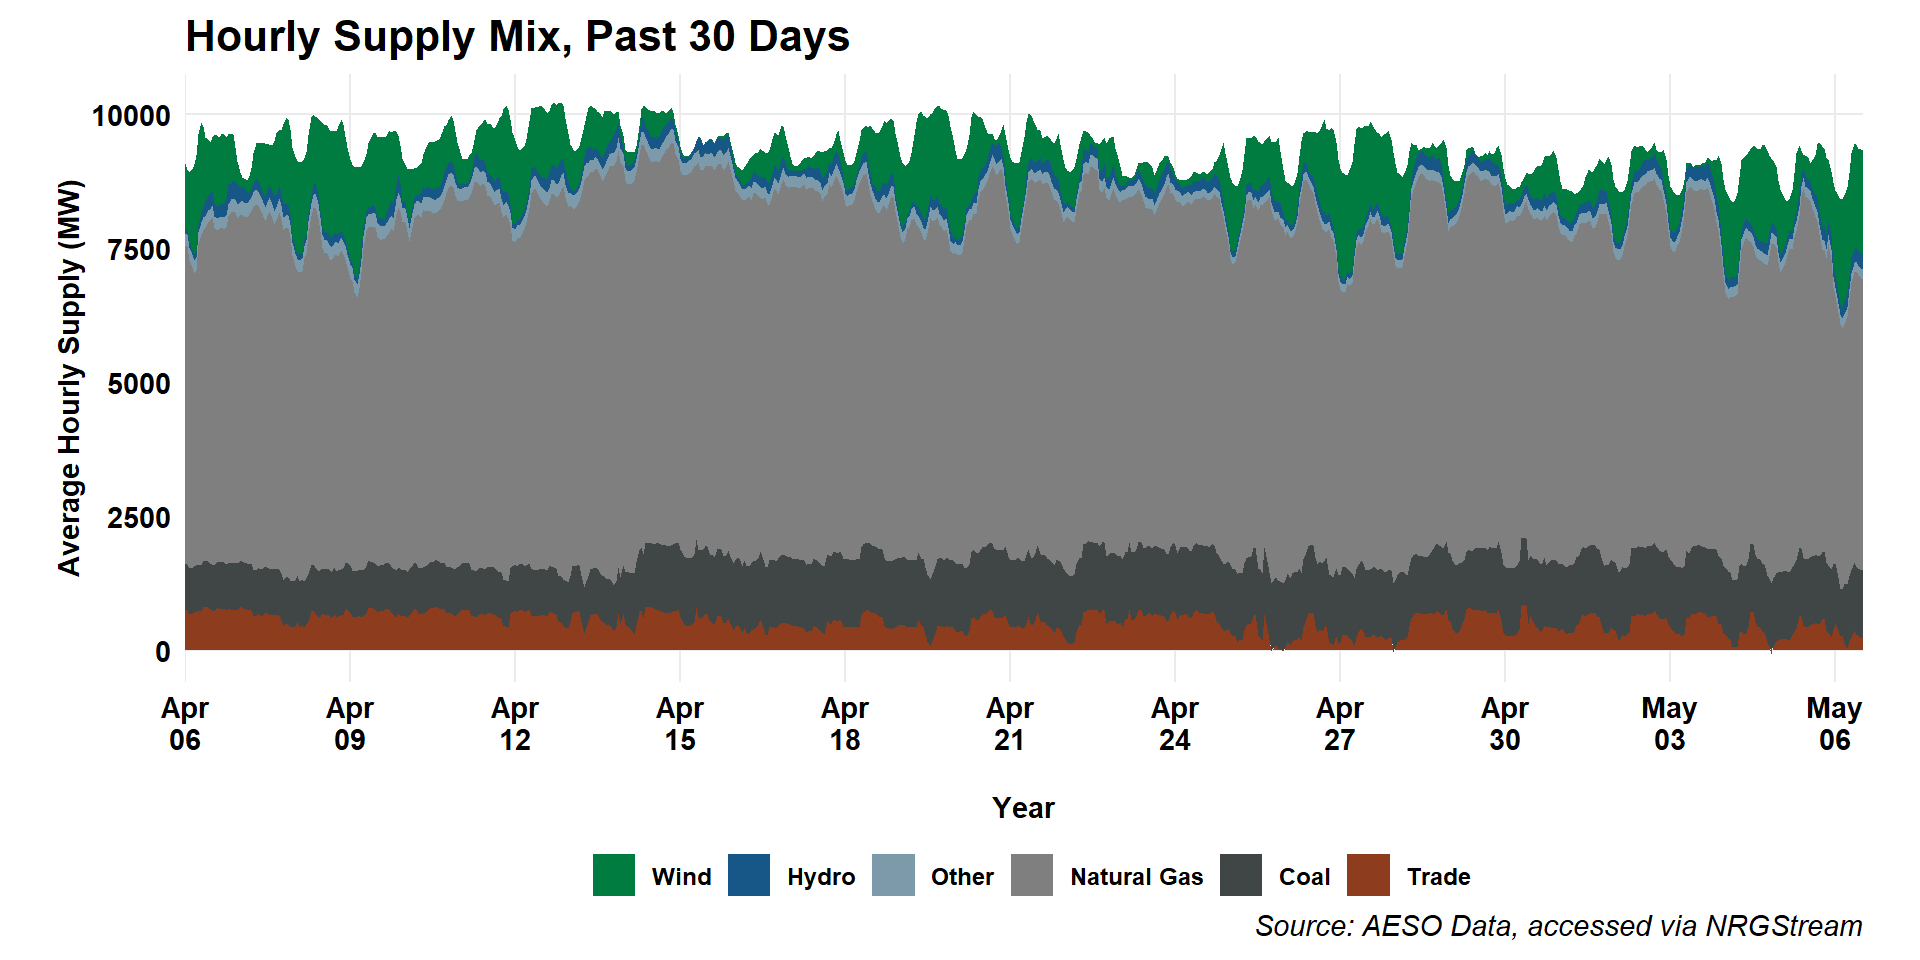 Hourly Supply Mix, Past 30 Days
Average Hourly Supply (MW)
10000
7500
5000
2500
0
Apr 06
Apr 09
Apr 12
Apr 15
Apr 18
Apr 21
Apr 24
Apr 27
Apr 30
May 03
May 06
Year
Wind Hydro Other Natural Gas Coal Trade
Source: AESO Data, accessed via NRGStream